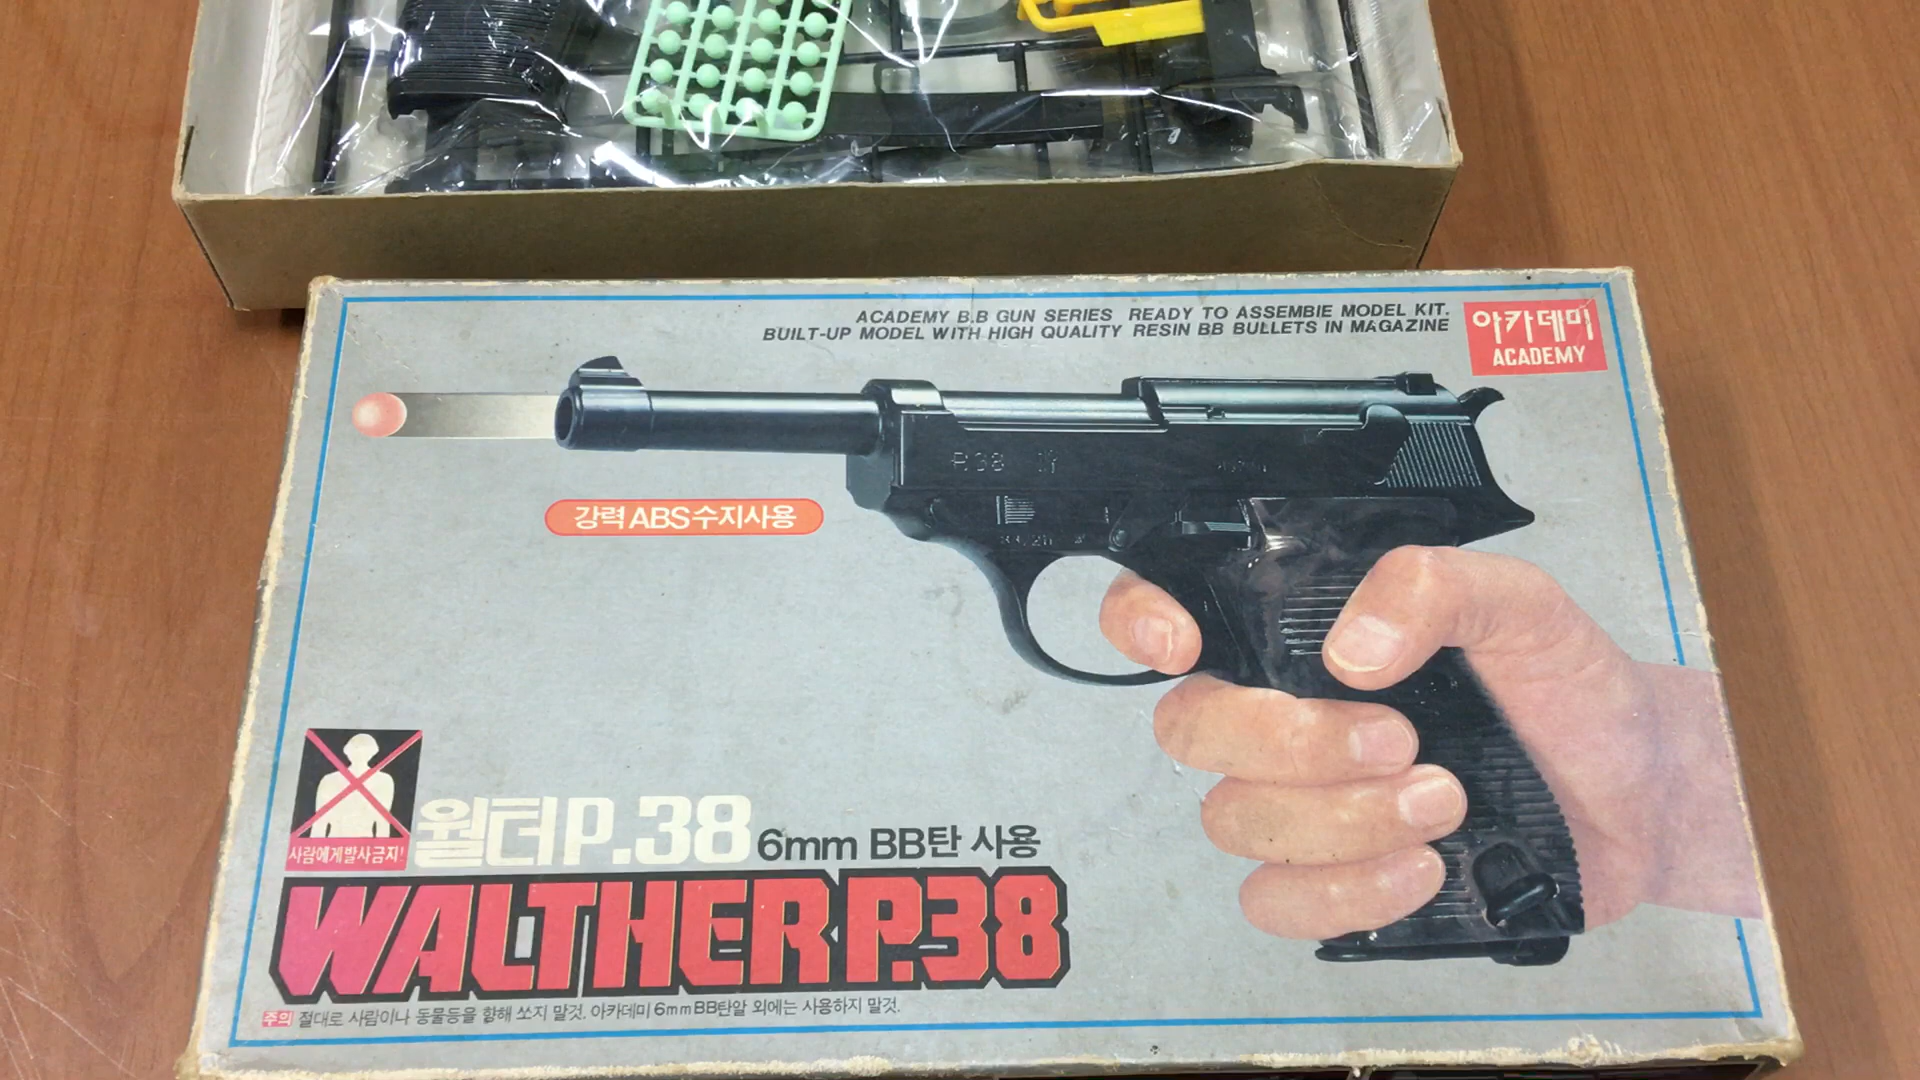 ACADEMY B.B GUN SERIES READY TO ASSEMBIE MODEL KIT.
BUILT-UP MODEL WITH HIGH QUALITY RESIN BB BULLETS IN MAGAZINE
아카데미
ACADEMY
P.38
강력 ABS 수지사용
사람에게 발사금지!
월터 P.38 6mm BB탄 사용
WALTHER P.38
주의 절대로 사람이나 동물등을 향해 쏘지 말것. 아카데미 6mm BB탄알 외에는 사용하지 말것.